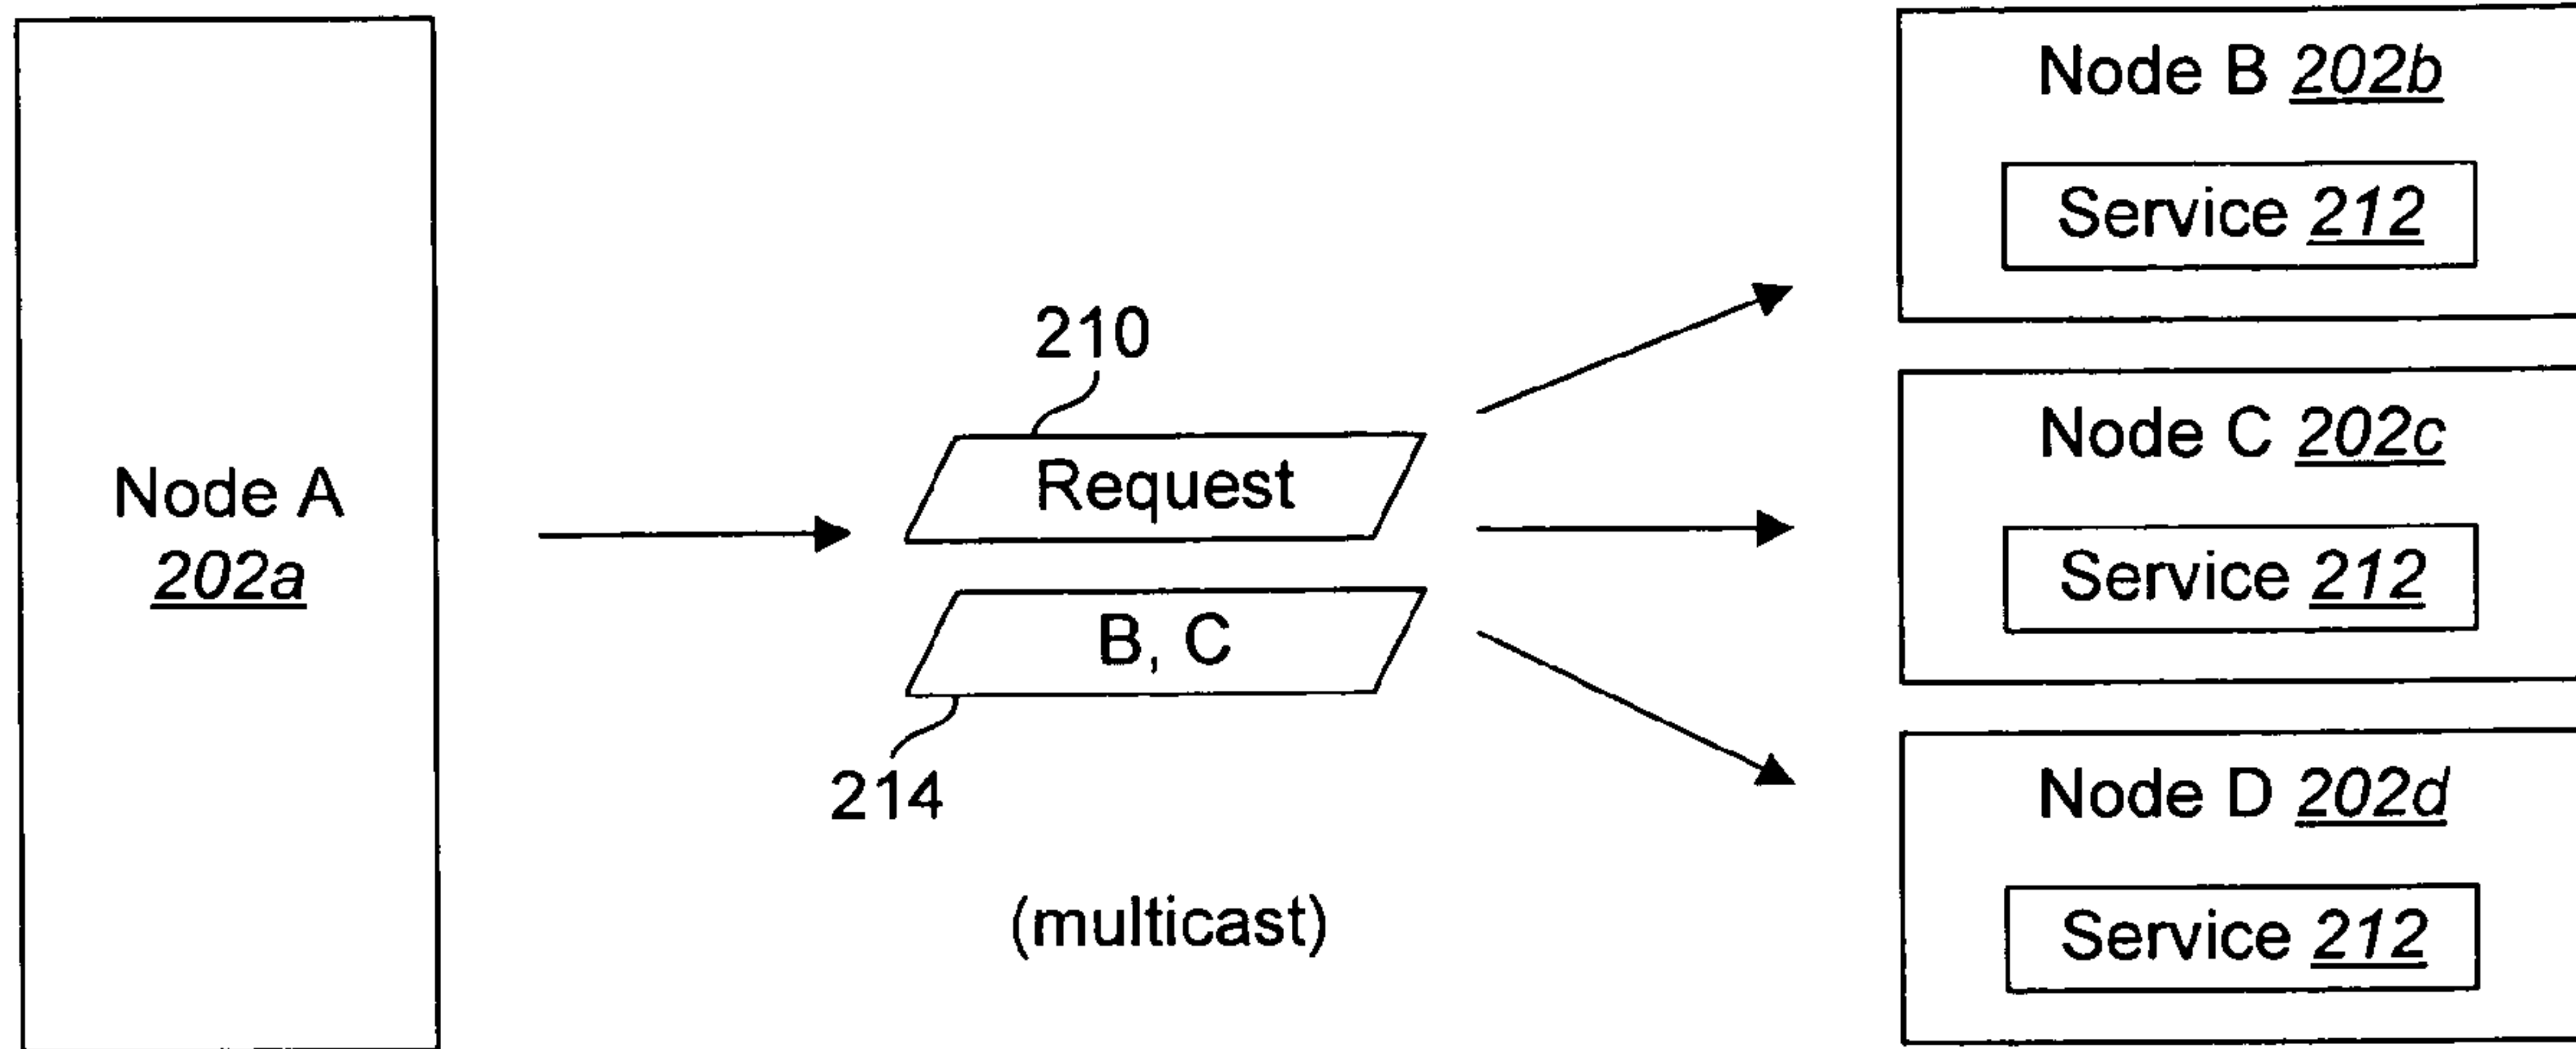 Node A
202a
210
Request
B, C
214
(multicast)
Node B 202b
Service 212
Node C 202c
Service 212
Node D 202d
Service 212